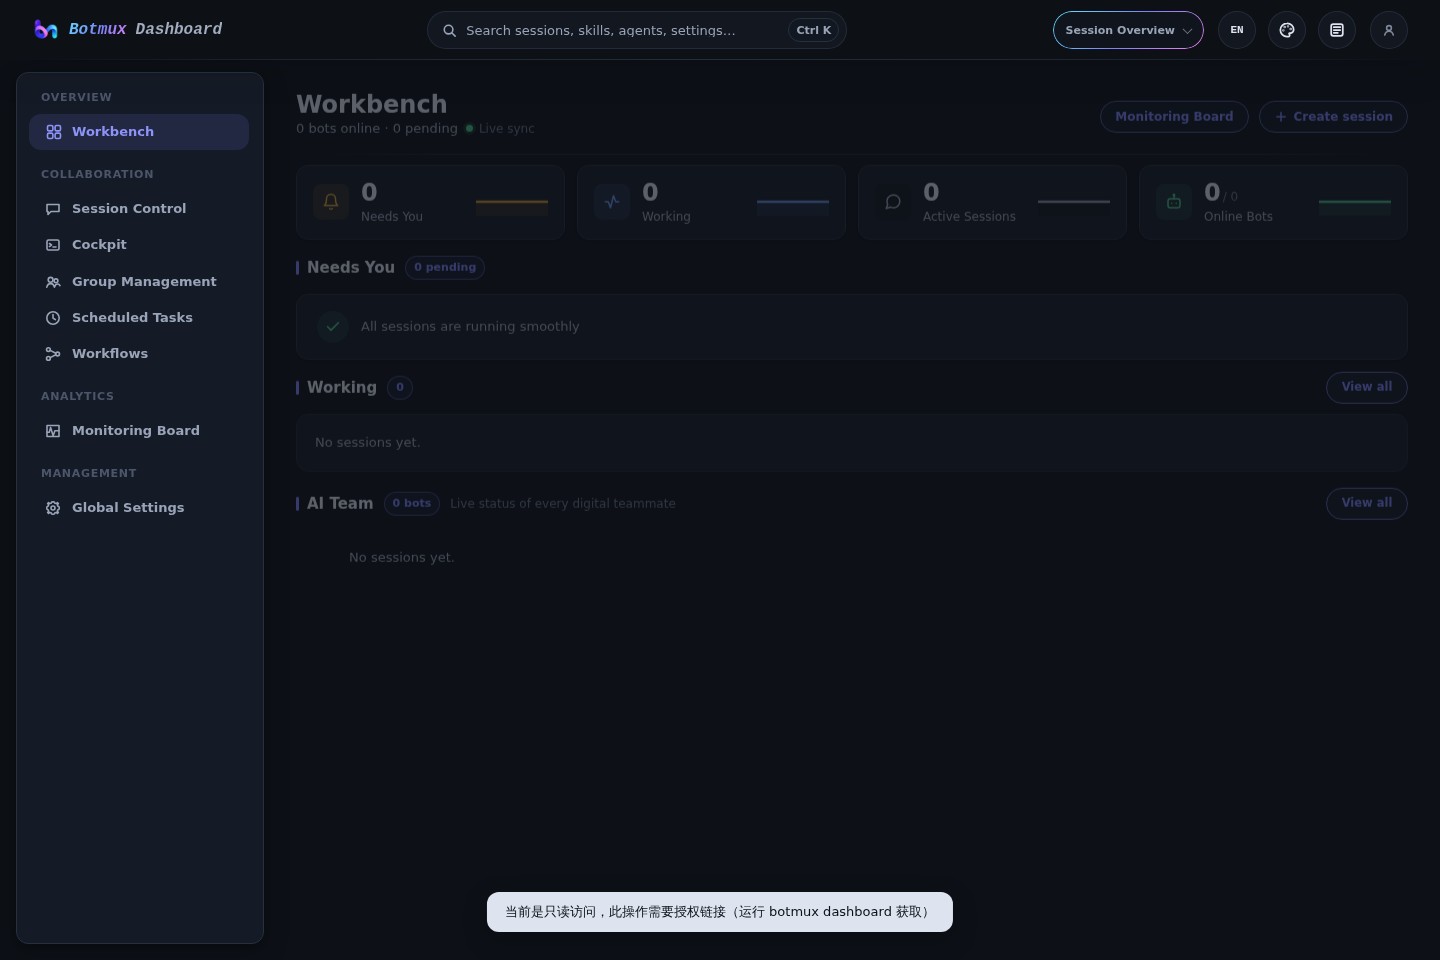 Botmux Dashboard
Search sessions, skills, agents, settings...
Ctrl K
Session Overview
EN
OVERVIEW
Workbench
COLLABORATION
Session Control
Cockpit
Group Management
Scheduled Tasks
Workflows
ANALYTICS
Monitoring Board
MANAGEMENT
Global Settings
Workbench
0 bots online · 0 pending
Live sync
Monitoring Board
Create session
0
Needs You
0
Working
0
Active Sessions
0 / 0
Online Bots
Needs You
0 pending
All sessions are running smoothly
Working
0
View all
No sessions yet.
AI Team
0 bots
Live status of every digital teammate
View all
No sessions yet.
当前是只读访问，此操作需要授权链接（运行 botmux dashboard 获取）